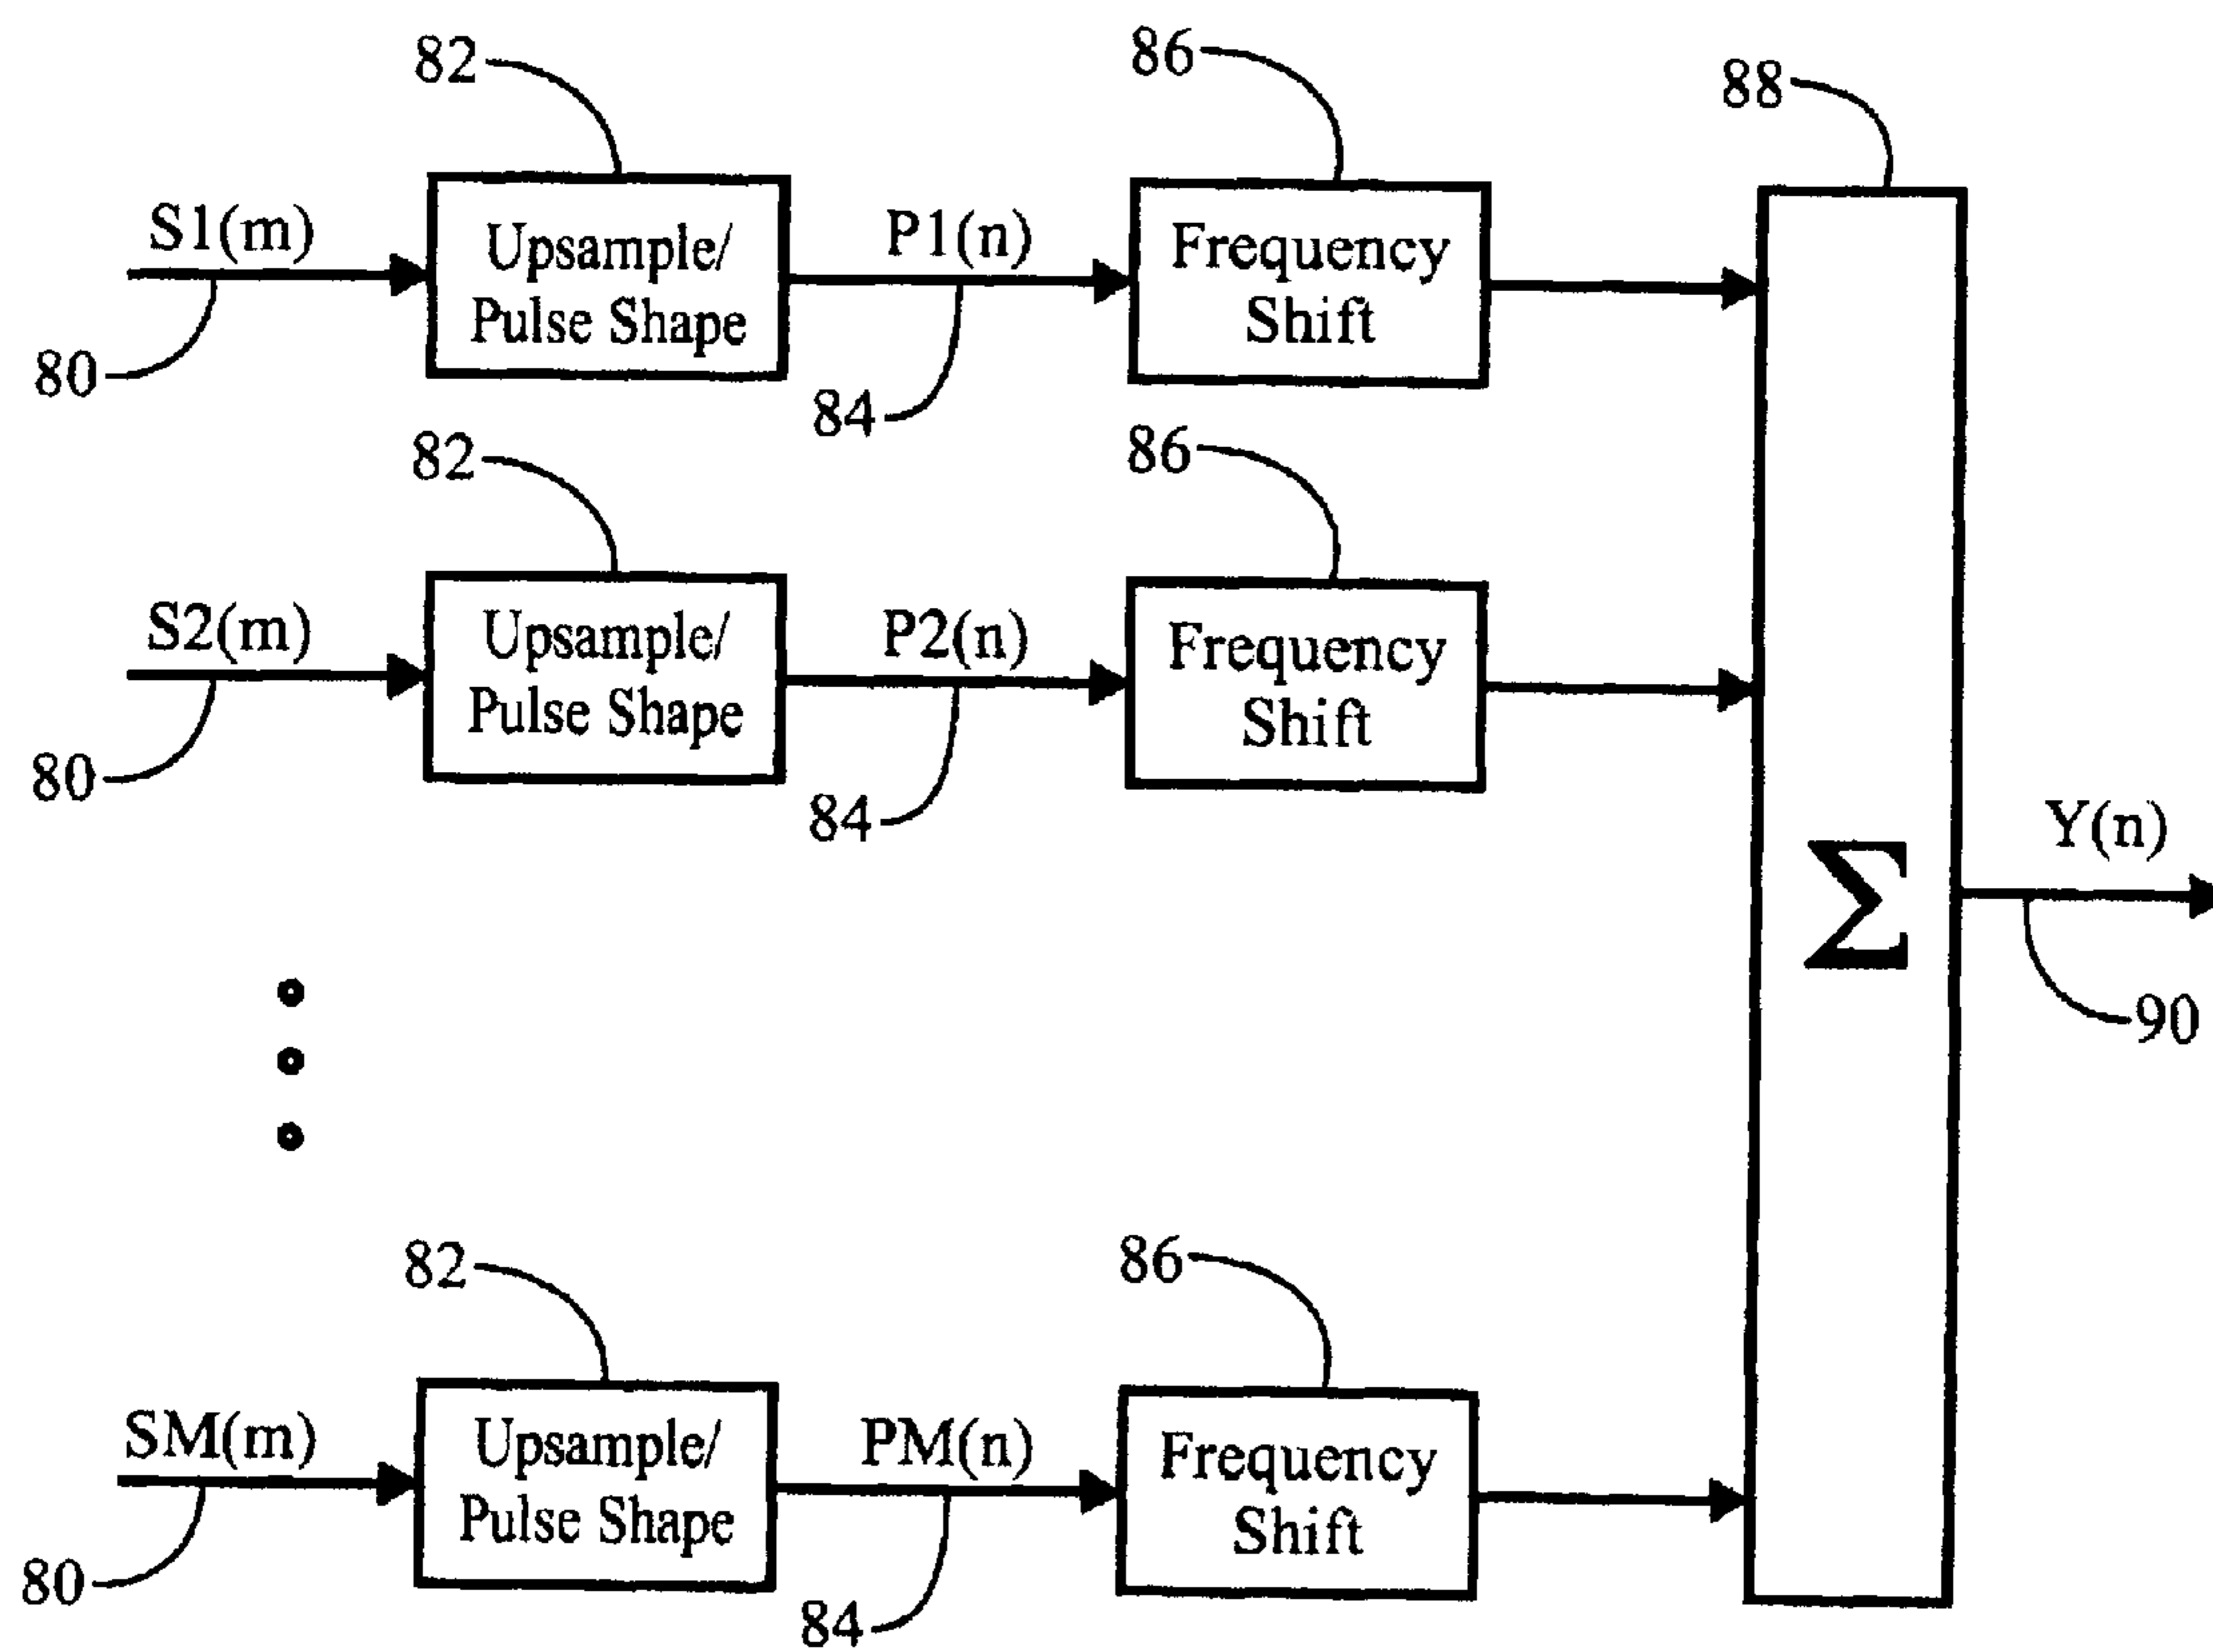 82
86
88
S1(m)
Upsample/
Pulse Shape
P1(n)
Frequency
Shift
80
84
82
86
S2(m)
Upsample/
Pulse Shape
P2(n)
Frequency
Shift
80
84
Σ
Y(n)
90
82
86
SM(m)
Upsample/
Pulse Shape
PM(n)
Frequency
Shift
80
84